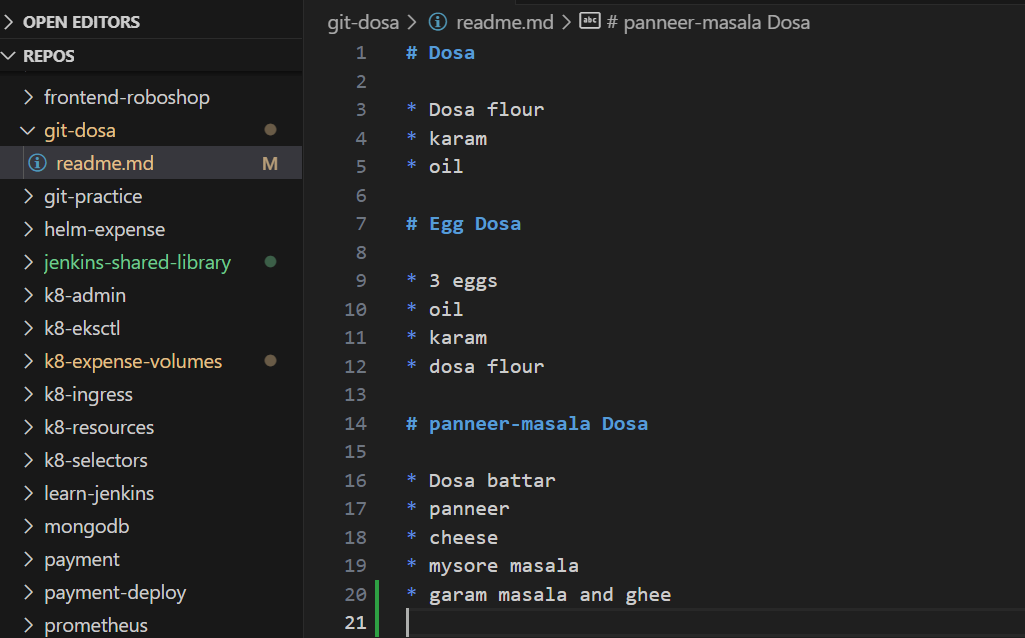 OPEN EDITORS
REPOS
frontend-roboshop
git-dosa
readme.md M
git-practice
helm-expense
jenkins-shared-library
k8-admin
k8-eksctl
k8-expense-volumes
k8-ingress
k8-resources
k8-selectors
learn-jenkins
mongodb
payment
payment-deploy
prometheus
git-dosa > readme.md > abc # panneer-masala Dosa
1 # Dosa
2
3 * Dosa flour
4 * karam
5 * oil
6
7 # Egg Dosa
8
9 * 3 eggs
10 * oil
11 * karam
12 * dosa flour
13
14 # panneer-masala Dosa
15
16 * Dosa battar
17 * panneer
18 * cheese
19 * mysore masala
20 * garam masala and ghee
21